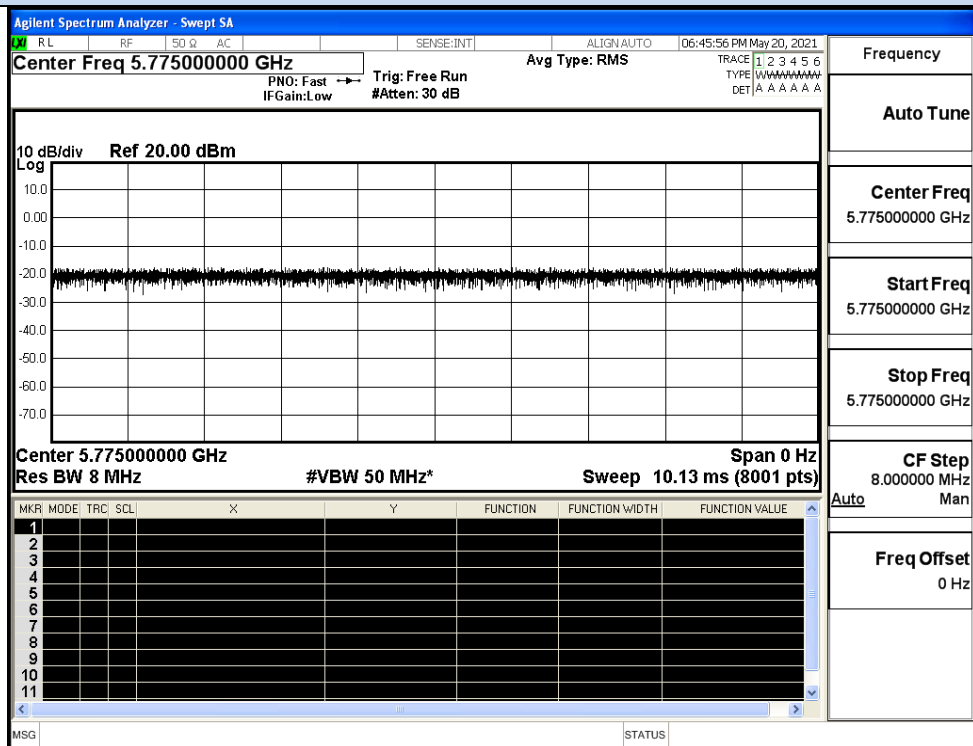 Agilent Spectrum Analyzer - Swept SA
LXI RL RF 50 Ω AC SENSE:INT ALIGN AUTO 06:45:56 PM May 20, 2021
Center Freq 5.775000000 GHz Avg Type: RMS TRACE 1 2 3 4 5 6
PNO: Fast Trig: Free Run TYPE WWWWWW
IFGain:Low #Atten: 30 dB DET A A A A A A
10 dB/div Ref 20.00 dBm
Log
10.0
0.00
-10.0
-20.0
-30.0
-40.0
-50.0
-60.0
-70.0
Center 5.775000000 GHz Span 0 Hz
Res BW 8 MHz #VBW 50 MHz* Sweep 10.13 ms (8001 pts)
MKR MODE TRC SCL X Y FUNCTION FUNCTION WIDTH FUNCTION VALUE
1
2
3
4
5
6
7
8
9
10
11
MSG STATUS
Frequency
Auto Tune
Center Freq
5.775000000 GHz
Start Freq
5.775000000 GHz
Stop Freq
5.775000000 GHz
CF Step
8.000000 MHz
Auto Man
Freq Offset
0 Hz